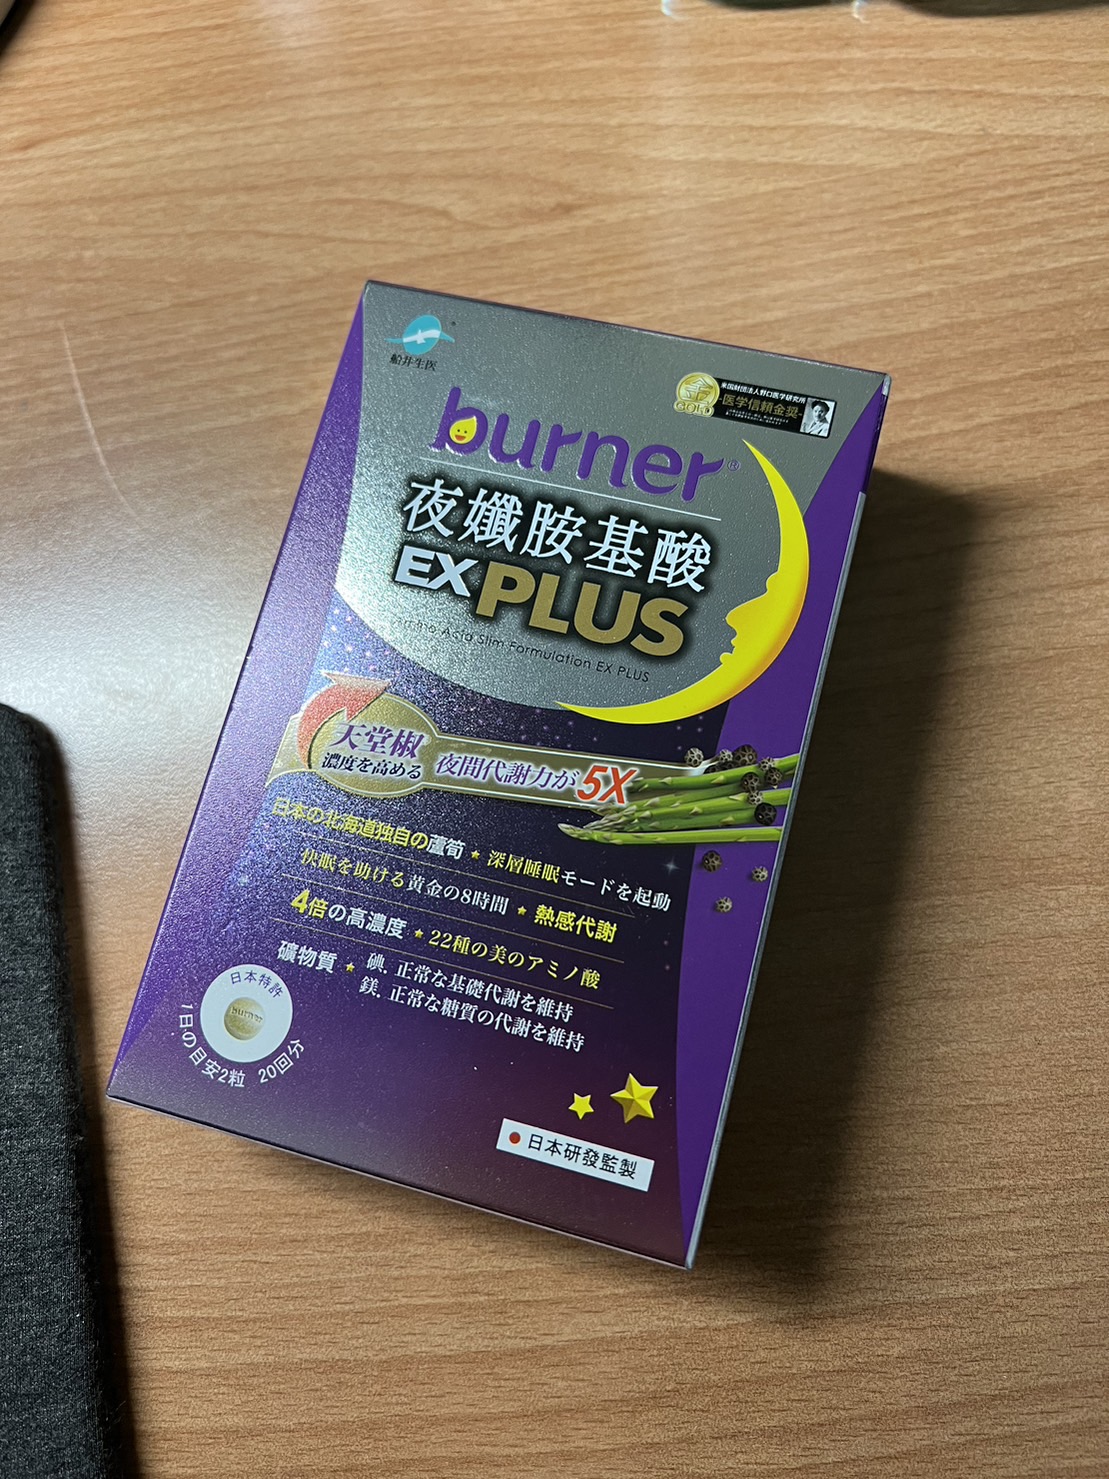 船井生医
GOLD
米国財団法人野口医学研究所
医学信頼金奨
burner®
夜孅胺基酸
EX PLUS
Amino Acid Slim Formulation EX PLUS
天堂椒
濃度を高める
夜間代謝力が5X
日本の北海道独自の蘆筍★深層睡眠モードを起動
快眠を助ける黄金の8時間★熱感代謝
4倍の高濃度★22種の美のアミノ酸
礦物質★碘.正常な基礎代謝を維持
鎂.正常な糖質の代謝を維持
日本特許
burner
1日の目安2粒 20回分
日本研發監製